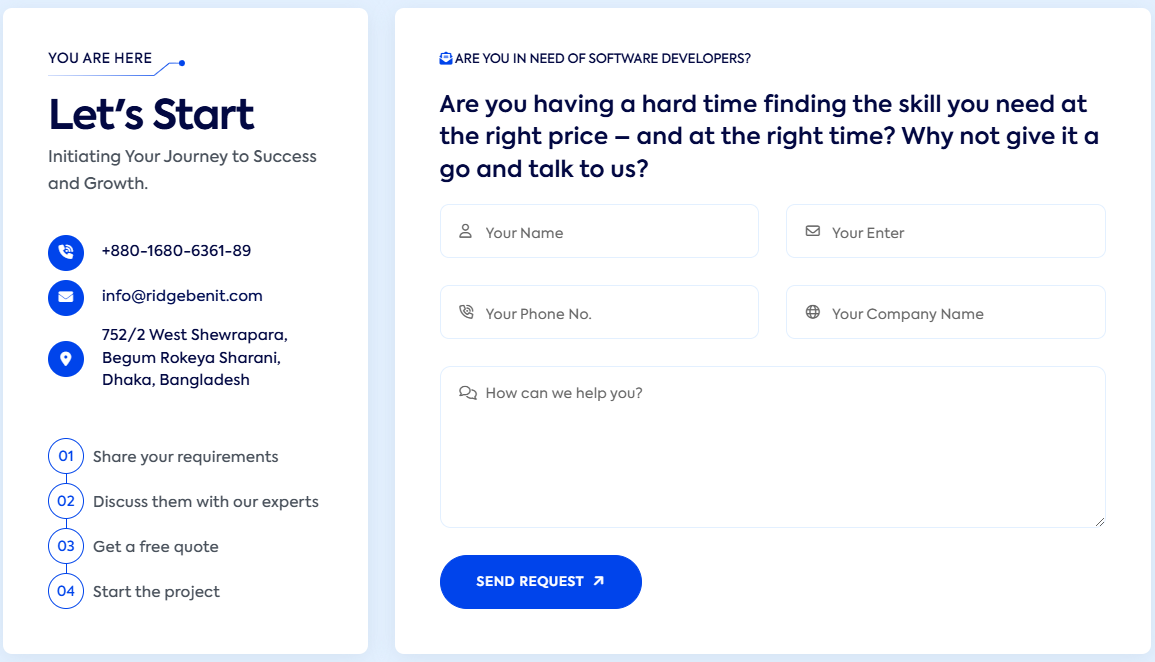 YOU ARE HERE
Let's Start
Initiating Your Journey to Success
and Growth.
+880-1680-6361-89
info@ridgebenit.com
752/2 West Shewrapara,
Begum Rokeya Sharani,
Dhaka, Bangladesh
01 Share your requirements
02 Discuss them with our experts
03 Get a free quote
04 Start the project
ARE YOU IN NEED OF SOFTWARE DEVELOPERS?
Are you having a hard time finding the skill you need at
the right price – and at the right time? Why not give it a
go and talk to us?
Your Name
Your Enter
Your Phone No.
Your Company Name
How can we help you?
SEND REQUEST